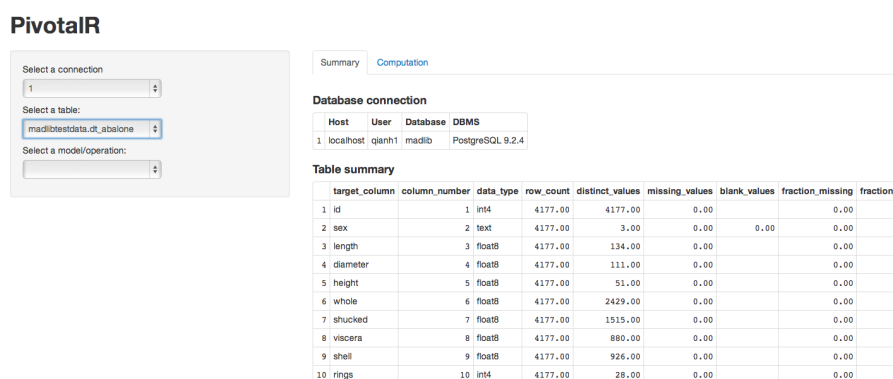 PivotalR
Select a connection
1
Select a table:
madlibtestdata.dt_abalone
Select a model/operation:
Summary Computation
Database connection
Host User Database DBMS
1 localhost qianh1 madlib PostgreSQL 9.2.4
Table summary
target_column column_number data_type row_count distinct_values missing_values blank_values fraction_missing fraction
1 id 1 int4 4177.00 4177.00 0.00 0.00
2 sex 2 text 4177.00 3.00 0.00 0.00 0.00
3 length 3 float8 4177.00 134.00 0.00 0.00
4 diameter 4 float8 4177.00 111.00 0.00 0.00
5 height 5 float8 4177.00 51.00 0.00 0.00
6 whole 6 float8 4177.00 2429.00 0.00 0.00
7 shucked 7 float8 4177.00 1515.00 0.00 0.00
8 viscera 8 float8 4177.00 880.00 0.00 0.00
9 shell 9 float8 4177.00 926.00 0.00 0.00
10 rings 10 int4 4177.00 28.00 0.00 0.00